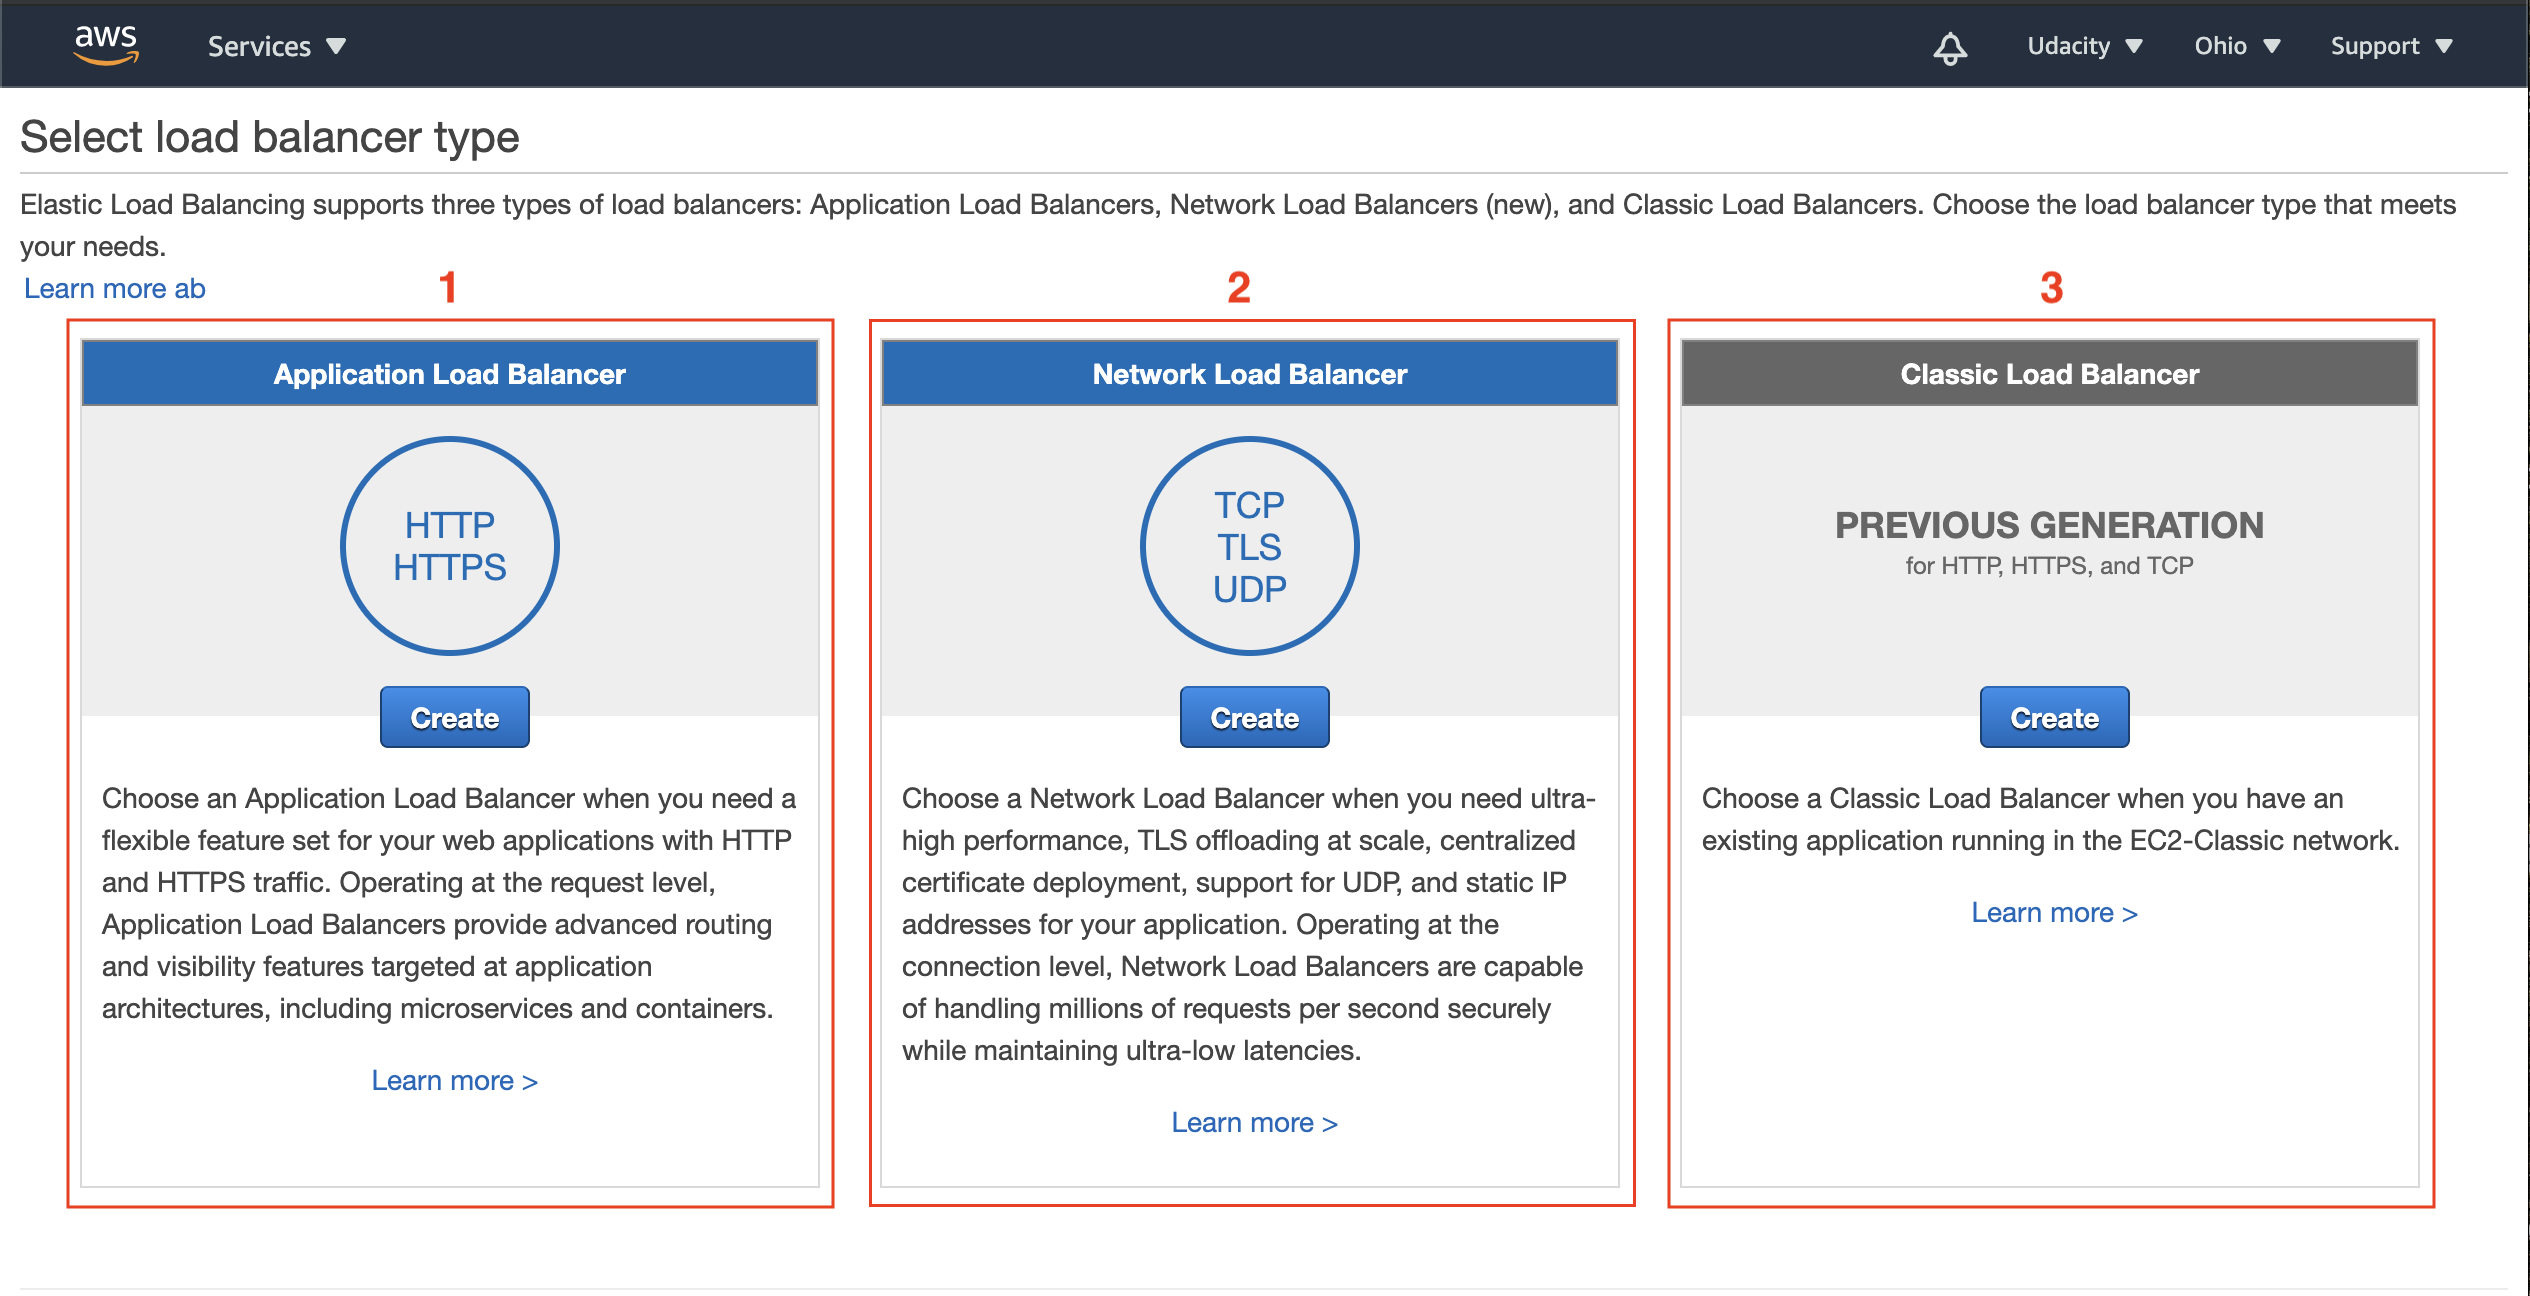 aws Services Udacity Ohio Support
Select load balancer type
Elastic Load Balancing supports three types of load balancers: Application Load Balancers, Network Load Balancers (new), and Classic Load Balancers. Choose the load balancer type that meets
your needs.
Learn more ab
1
Application Load Balancer
HTTP
HTTPS
Create
Choose an Application Load Balancer when you need a
flexible feature set for your web applications with HTTP
and HTTPS traffic. Operating at the request level,
Application Load Balancers provide advanced routing
and visibility features targeted at application
architectures, including microservices and containers.
Learn more >
2
Network Load Balancer
TCP
TLS
UDP
Create
Choose a Network Load Balancer when you need ultra-
high performance, TLS offloading at scale, centralized
certificate deployment, support for UDP, and static IP
addresses for your application. Operating at the
connection level, Network Load Balancers are capable
of handling millions of requests per second securely
while maintaining ultra-low latencies.
Learn more >
3
Classic Load Balancer
PREVIOUS GENERATION
for HTTP, HTTPS, and TCP
Create
Choose a Classic Load Balancer when you have an
existing application running in the EC2-Classic network.
Learn more >